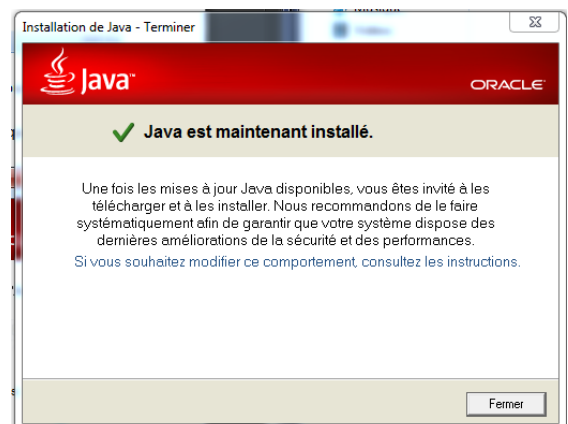 Installation de Java - Terminer
Java™
ORACLE
Java est maintenant installé.
Une fois les mises à jour Java disponibles, vous êtes invité à les
télécharger et à les installer. Nous recommandons de le faire
systématiquement afin de garantir que votre système dispose des
dernières améliorations de la sécurité et des performances.
Si vous souhaitez modifier ce comportement, consultez les instructions.
Fermer